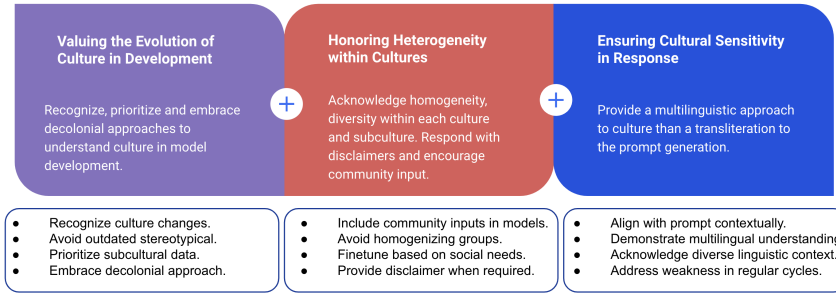 Valuing the Evolution of
Culture in Development
Recognize, prioritize and embrace
decolonial approaches to
understand culture in model
development.
+
Honoring Heterogeneity
within Cultures
Acknowledge homogeneity,
diversity within each culture
and subculture. Respond with
disclaimers and encourage
community input.
+
Ensuring Cultural Sensitivity
in Response
Provide a multilinguistic approach
to culture than a transliteration to
the prompt generation.
● Recognize culture changes.
● Avoid outdated stereotypical.
● Prioritize subcultural data.
● Embrace decolonial approach.
● Include community inputs in models.
● Avoid homogenizing groups.
● Finetune based on social needs.
● Provide disclaimer when required.
● Align with prompt contextually.
● Demonstrate multilingual understanding
● Acknowledge diverse linguistic context.
● Address weakness in regular cycles.